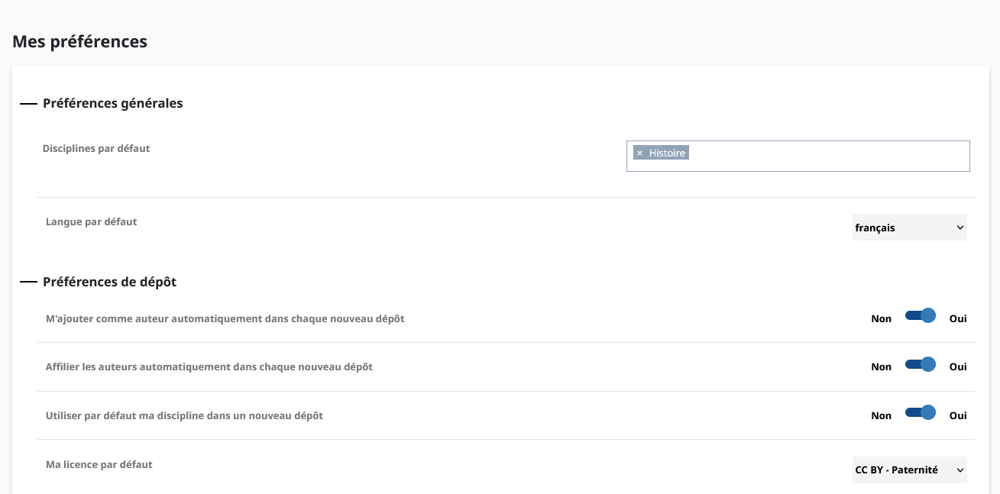 Mes préférences
Préférences générales
Disciplines par défaut
× Histoire
Langue par défaut
français
Préférences de dépôt
M'ajouter comme auteur automatiquement dans chaque nouveau dépôt
Non Oui
Affilier les auteurs automatiquement dans chaque nouveau dépôt
Non Oui
Utiliser par défaut ma discipline dans un nouveau dépôt
Non Oui
Ma licence par défaut
CC BY - Paternité